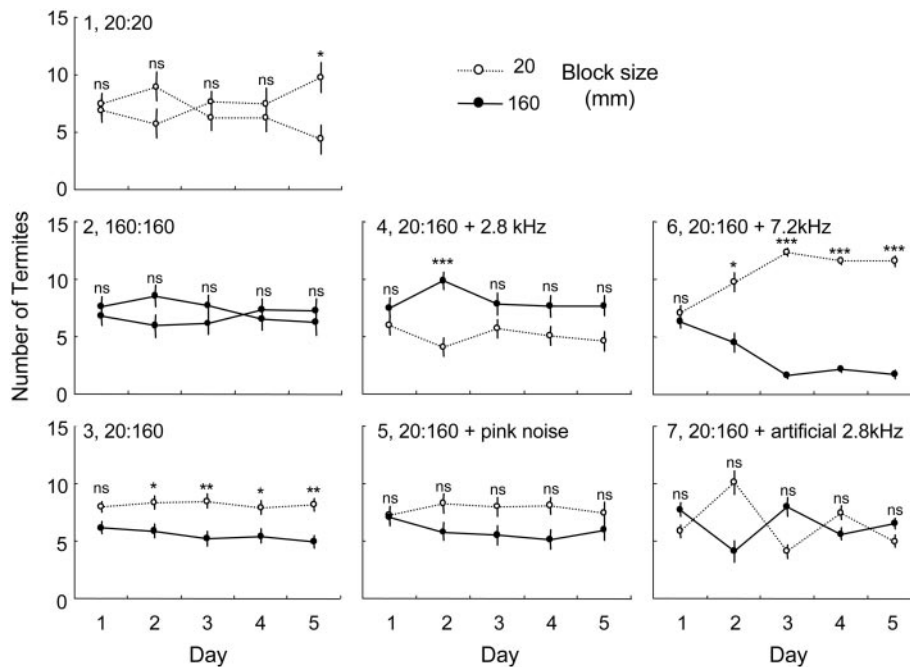 15
10
5
0
1, 20:20
ns
ns
ns
ns
*
20
160
Block size
(mm)
Number of Termites
15
10
5
0
2, 160:160
ns
ns
ns
ns
ns
4, 20:160 + 2.8 kHz
ns
***
ns
ns
ns
6, 20:160 + 7.2kHz
ns
*
***
***
***
15
10
5
0
3, 20:160
ns
*
**
*
**
5, 20:160 + pink noise
ns
ns
ns
ns
ns
7, 20:160 + artificial 2.8kHz
ns
ns
ns
ns
ns
1 2 3 4 5
1 2 3 4 5
1 2 3 4 5
Day
Day
Day